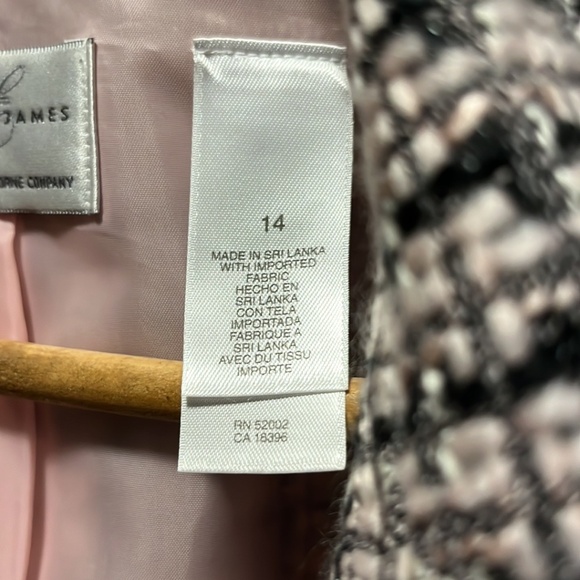 JAMES
COMPANY
14
MADE IN SRI LANKA
WITH IMPORTED
FABRIC
HECHO EN
SRI LANKA
CON TELA
IMPORTADA
FABRIQUE A
SRI LANKA
AVEC DU TISSU
IMPORTE
RN 52002
CA 18396